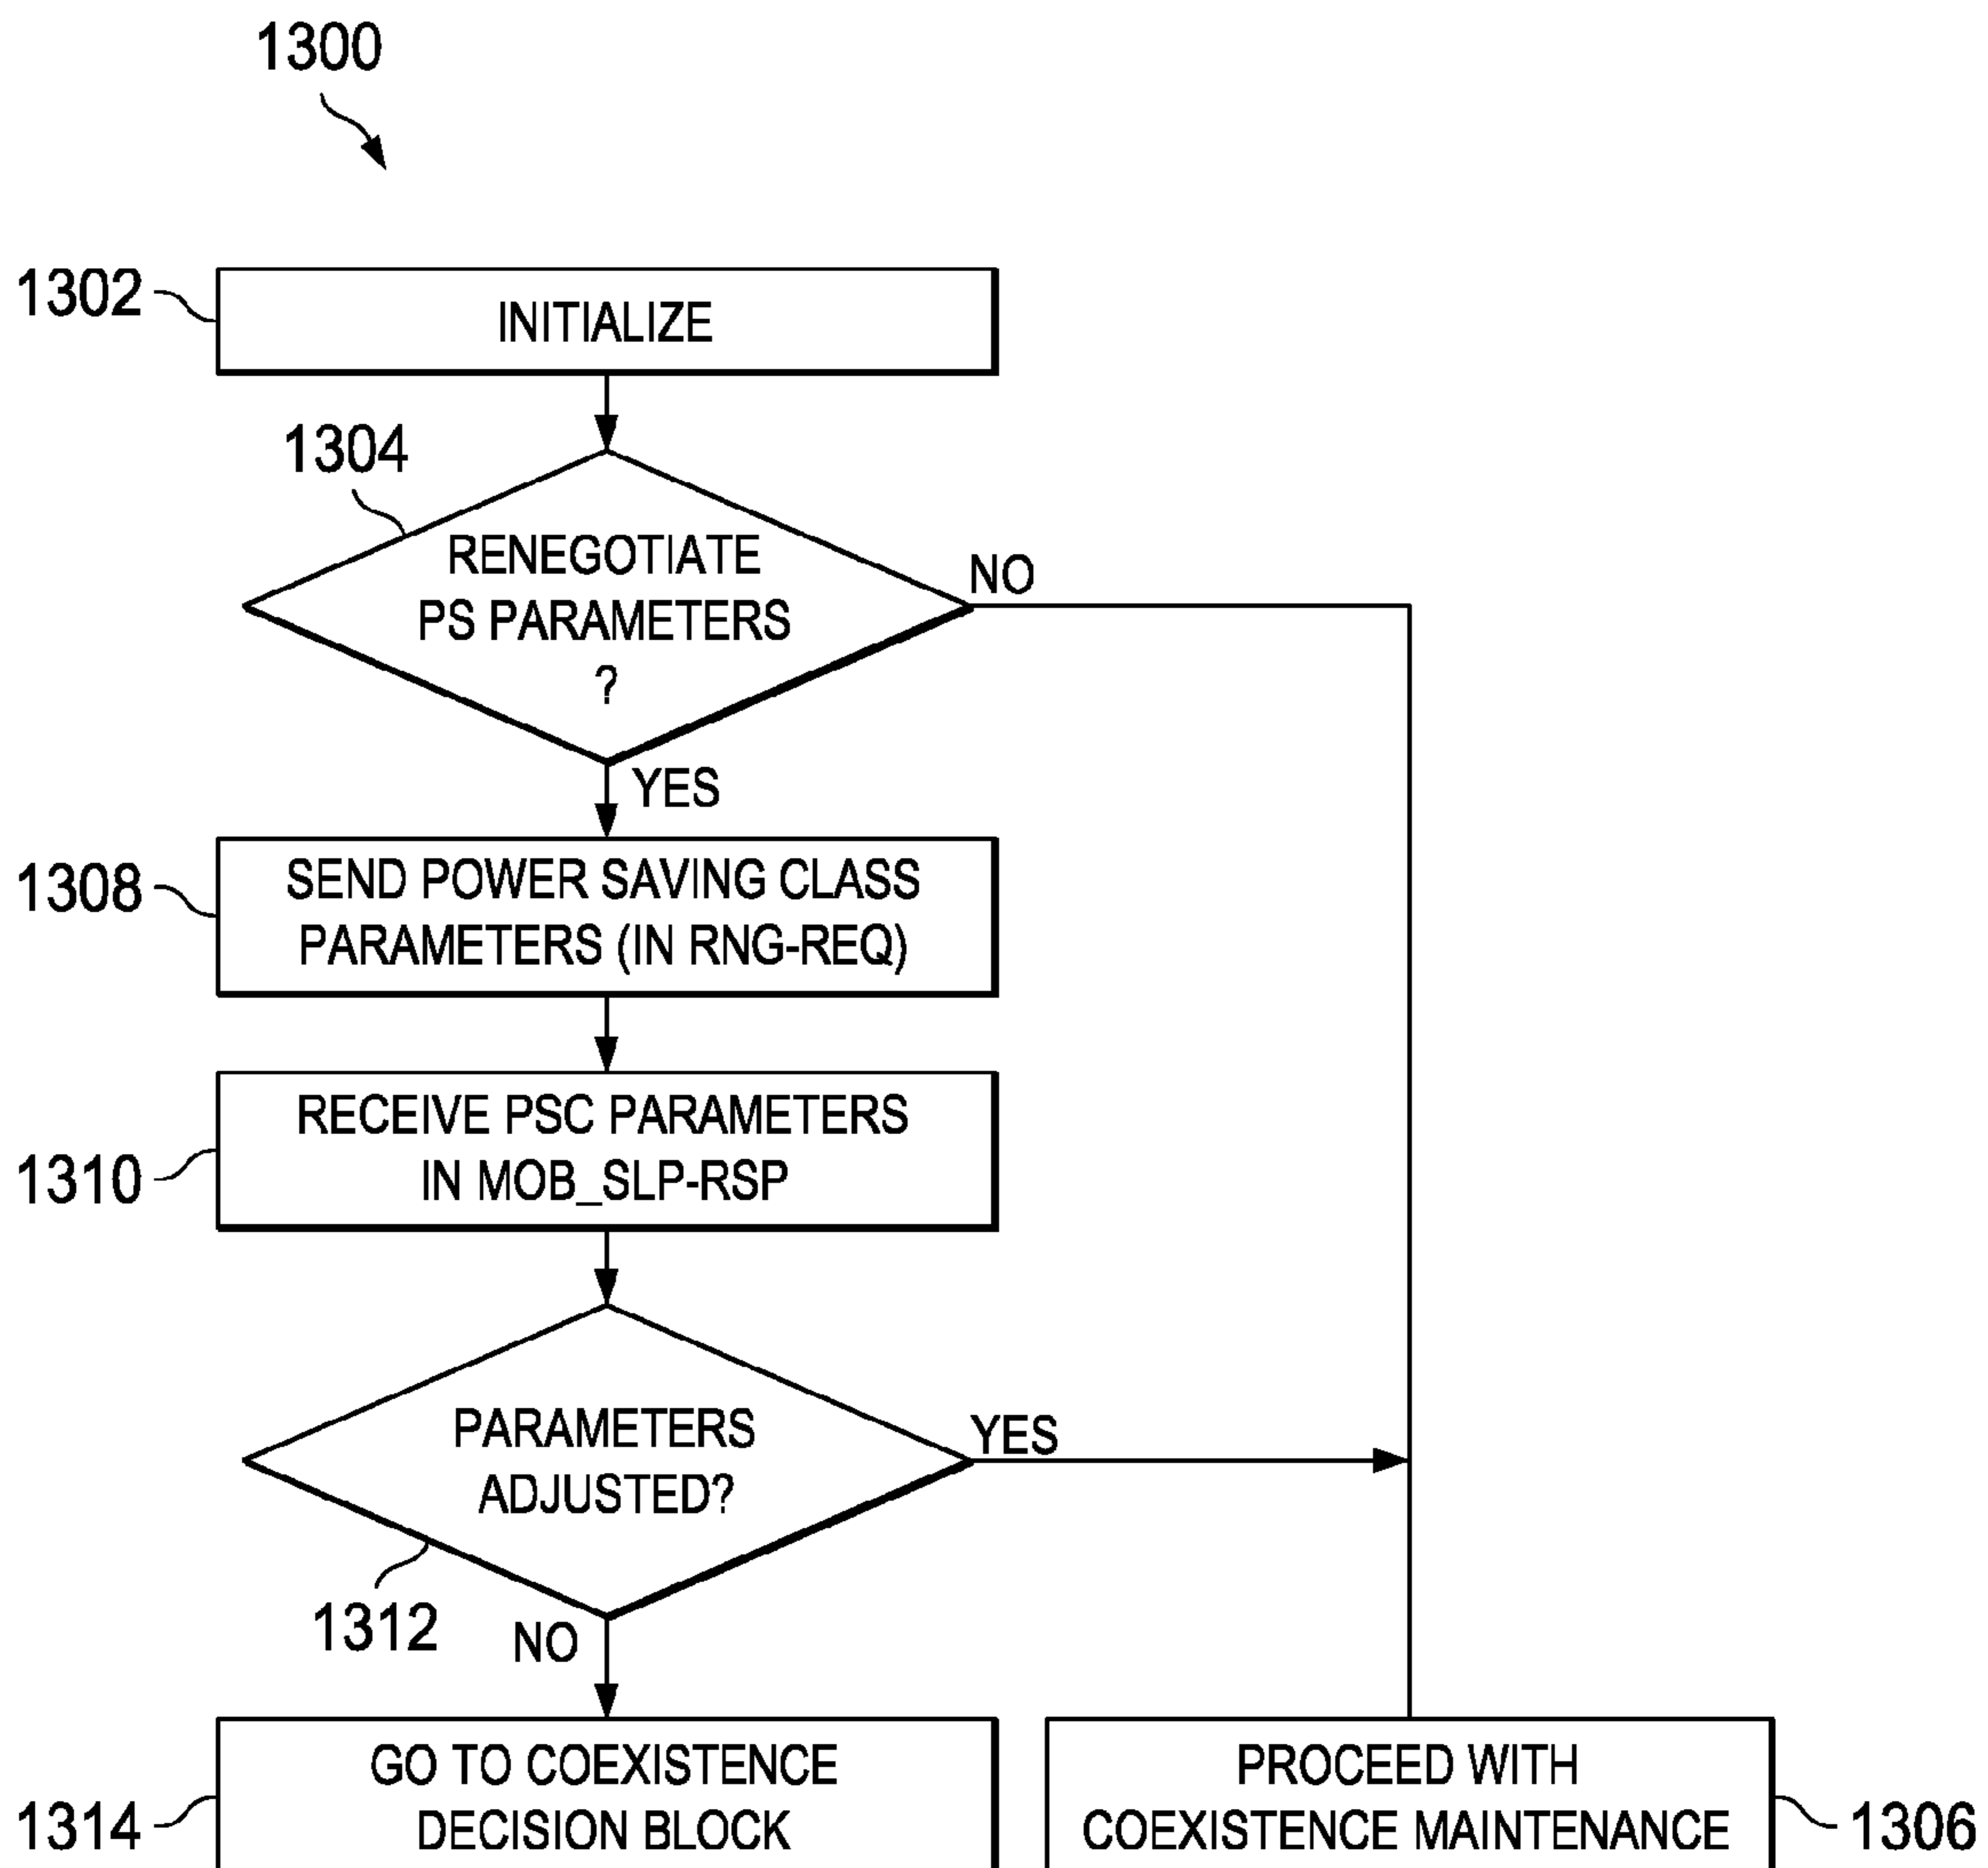 1300
1302
INITIALIZE
1304
RENEGOTIATE
PS PARAMETERS
?
NO
YES
1308
SEND POWER SAVING CLASS
PARAMETERS (IN RNG-REQ)
1310
RECEIVE PSC PARAMETERS
IN MOB_SLP-RSP
PARAMETERS
ADJUSTED?
YES
1312
NO
1314
GO TO COEXISTENCE
DECISION BLOCK
PROCEED WITH
COEXISTENCE MAINTENANCE
1306